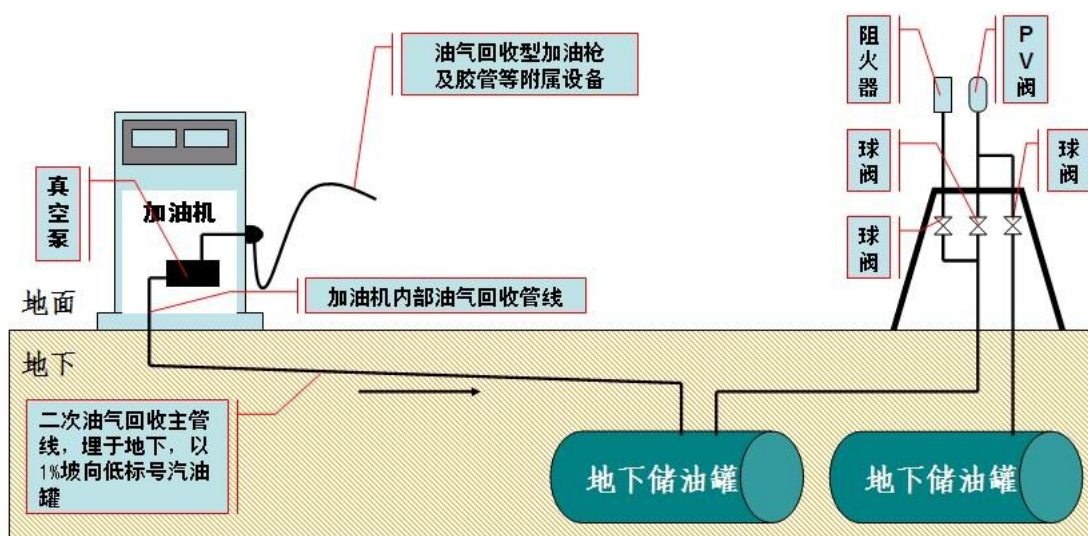 油气回收型加油枪
及胶管等附属设备
阻火器
PV阀
真空泵
加油机
球阀
球阀
球阀
加油机内部油气回收管线
地面
地下
二次油气回收主管
线，埋于地下，以
1%坡向低标号汽油
罐
地下储油罐
地下储油罐